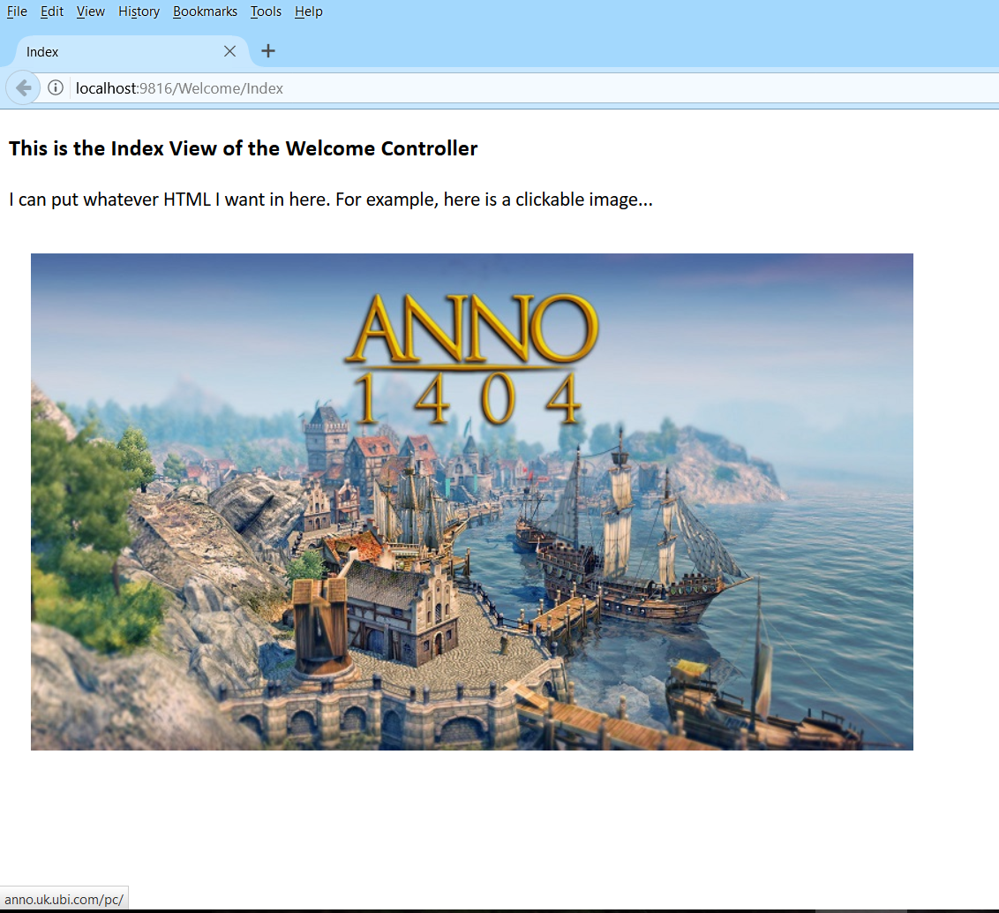 File Edit View History Bookmarks Tools Help
Index
localhost:9816/Welcome/Index
This is the Index View of the Welcome Controller
I can put whatever HTML I want in here. For example, here is a clickable image...
ANNO
1404
anno.uk.ubi.com/pc/